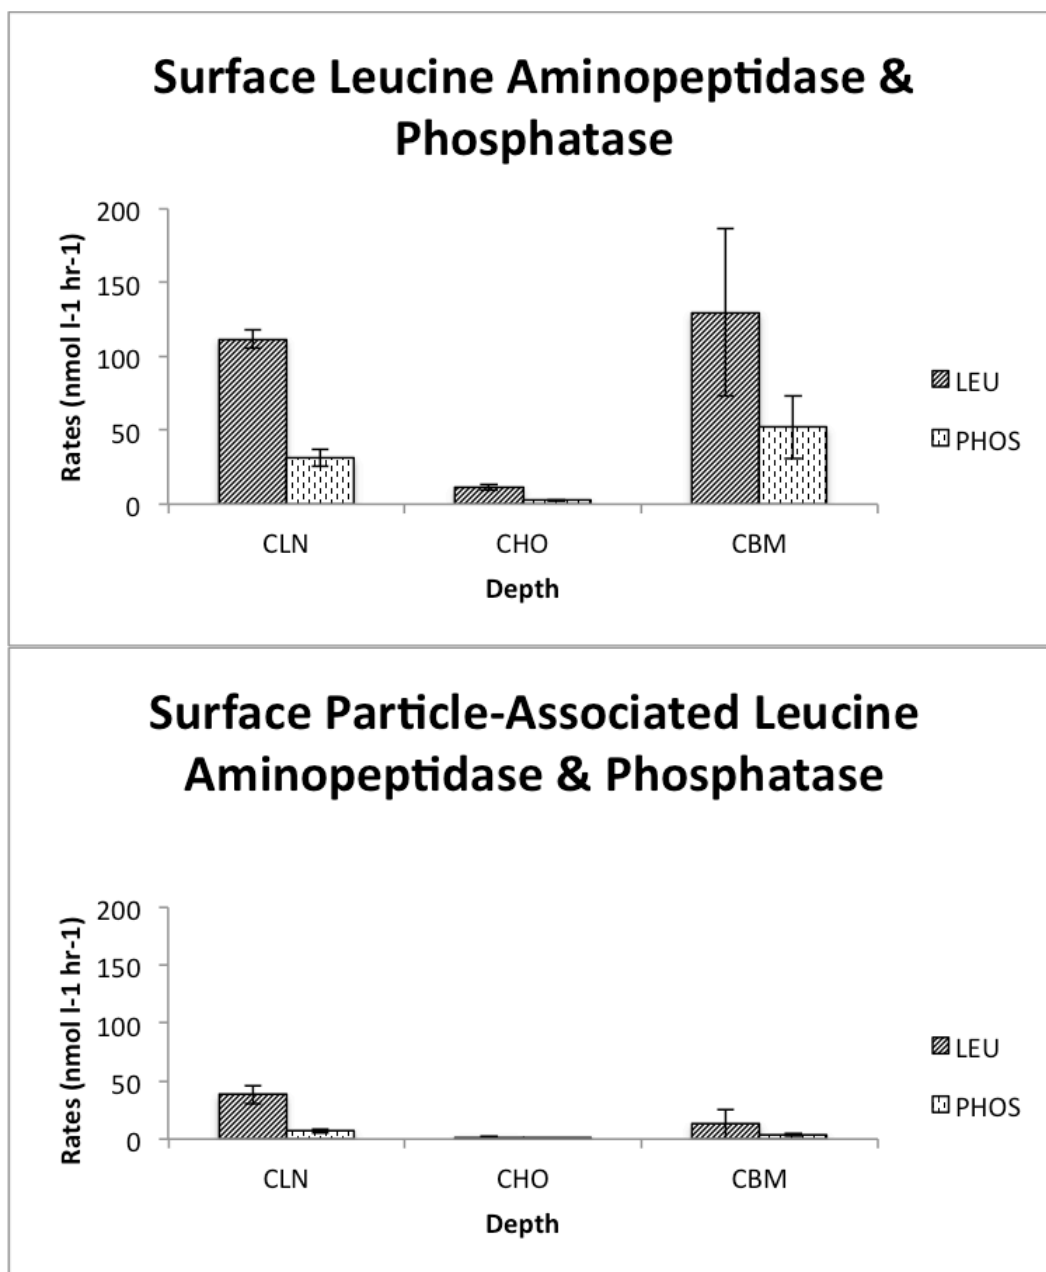 Surface Leucine Aminopeptidase &
Phosphatase
200
150
100
50
0
Rates (nmol l-1 hr-1)
CLN CHO CBM
Depth
LEU
PHOS
Surface Particle-Associated Leucine
Aminopeptidase & Phosphatase
200
150
100
50
0
Rates (nmol l-1 hr-1)
CLN CHO CBM
Depth
LEU
PHOS